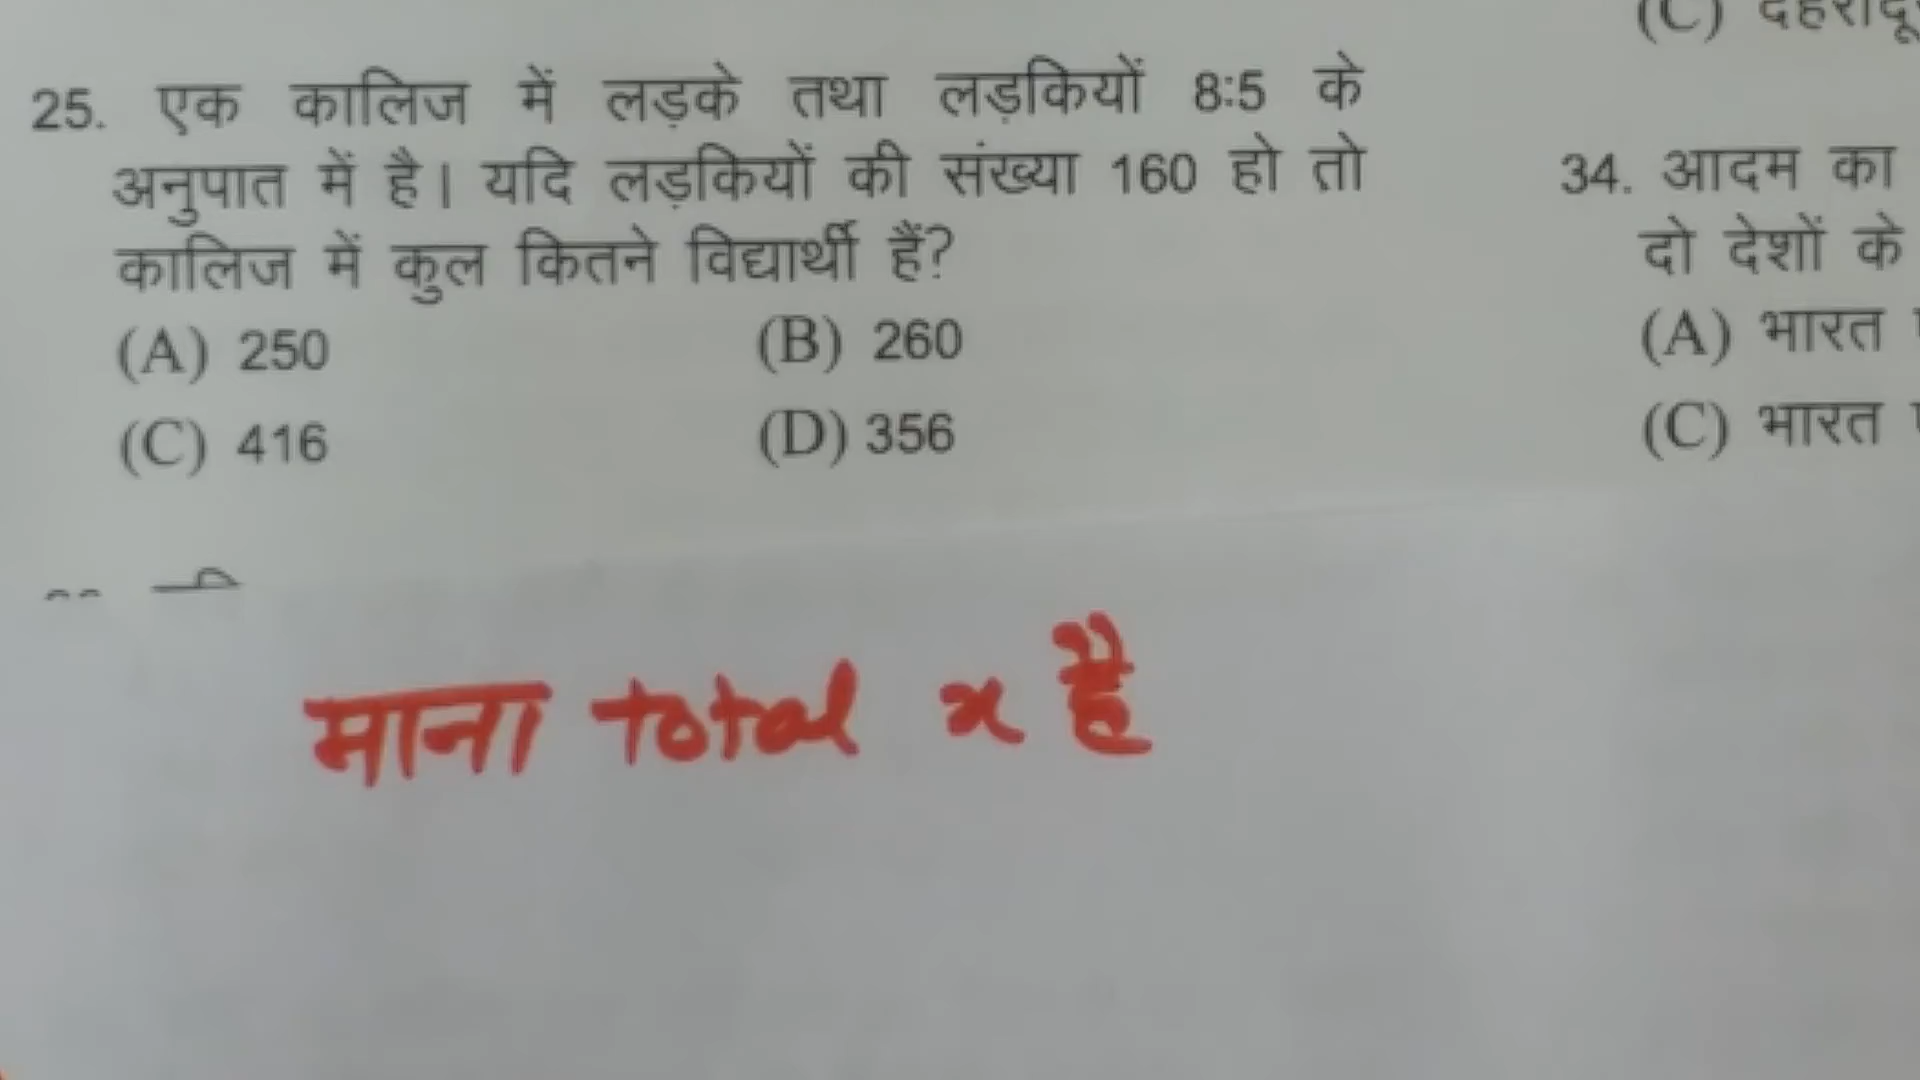 25. एक कालिज में लड़के तथा लड़कियों 8:5 के
अनुपात में है। यदि लड़कियों की संख्या 160 हो तो
कालिज में कुल कितने विद्यार्थी हैं?
(A) 250 (B) 260
(C) 416 (D) 356
माना total x है
(C)
34. आदम का
दो देशों के
(A) भारत
(C) भारत